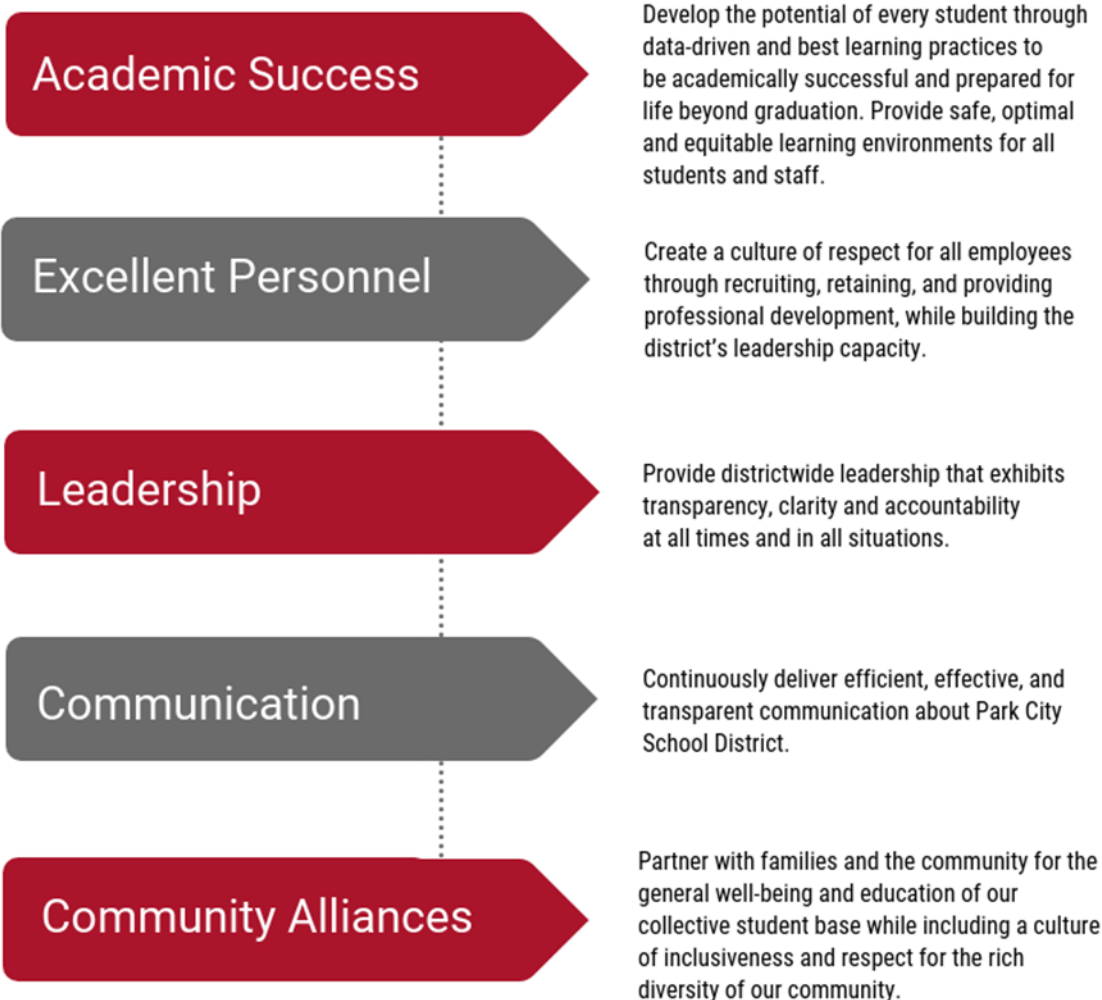 Academic Success
Develop the potential of every student through
data-driven and best learning practices to
be academically successful and prepared for
life beyond graduation. Provide safe, optimal
and equitable learning environments for all
students and staff.
Excellent Personnel
Create a culture of respect for all employees
through recruiting, retaining, and providing
professional development, while building the
district’s leadership capacity.
Leadership
Provide districtwide leadership that exhibits
transparency, clarity and accountability
at all times and in all situations.
Communication
Continuously deliver efficient, effective, and
transparent communication about Park City
School District.
Community Alliances
Partner with families and the community for the
general well-being and education of our
collective student base while including a culture
of inclusiveness and respect for the rich
diversity of our community.